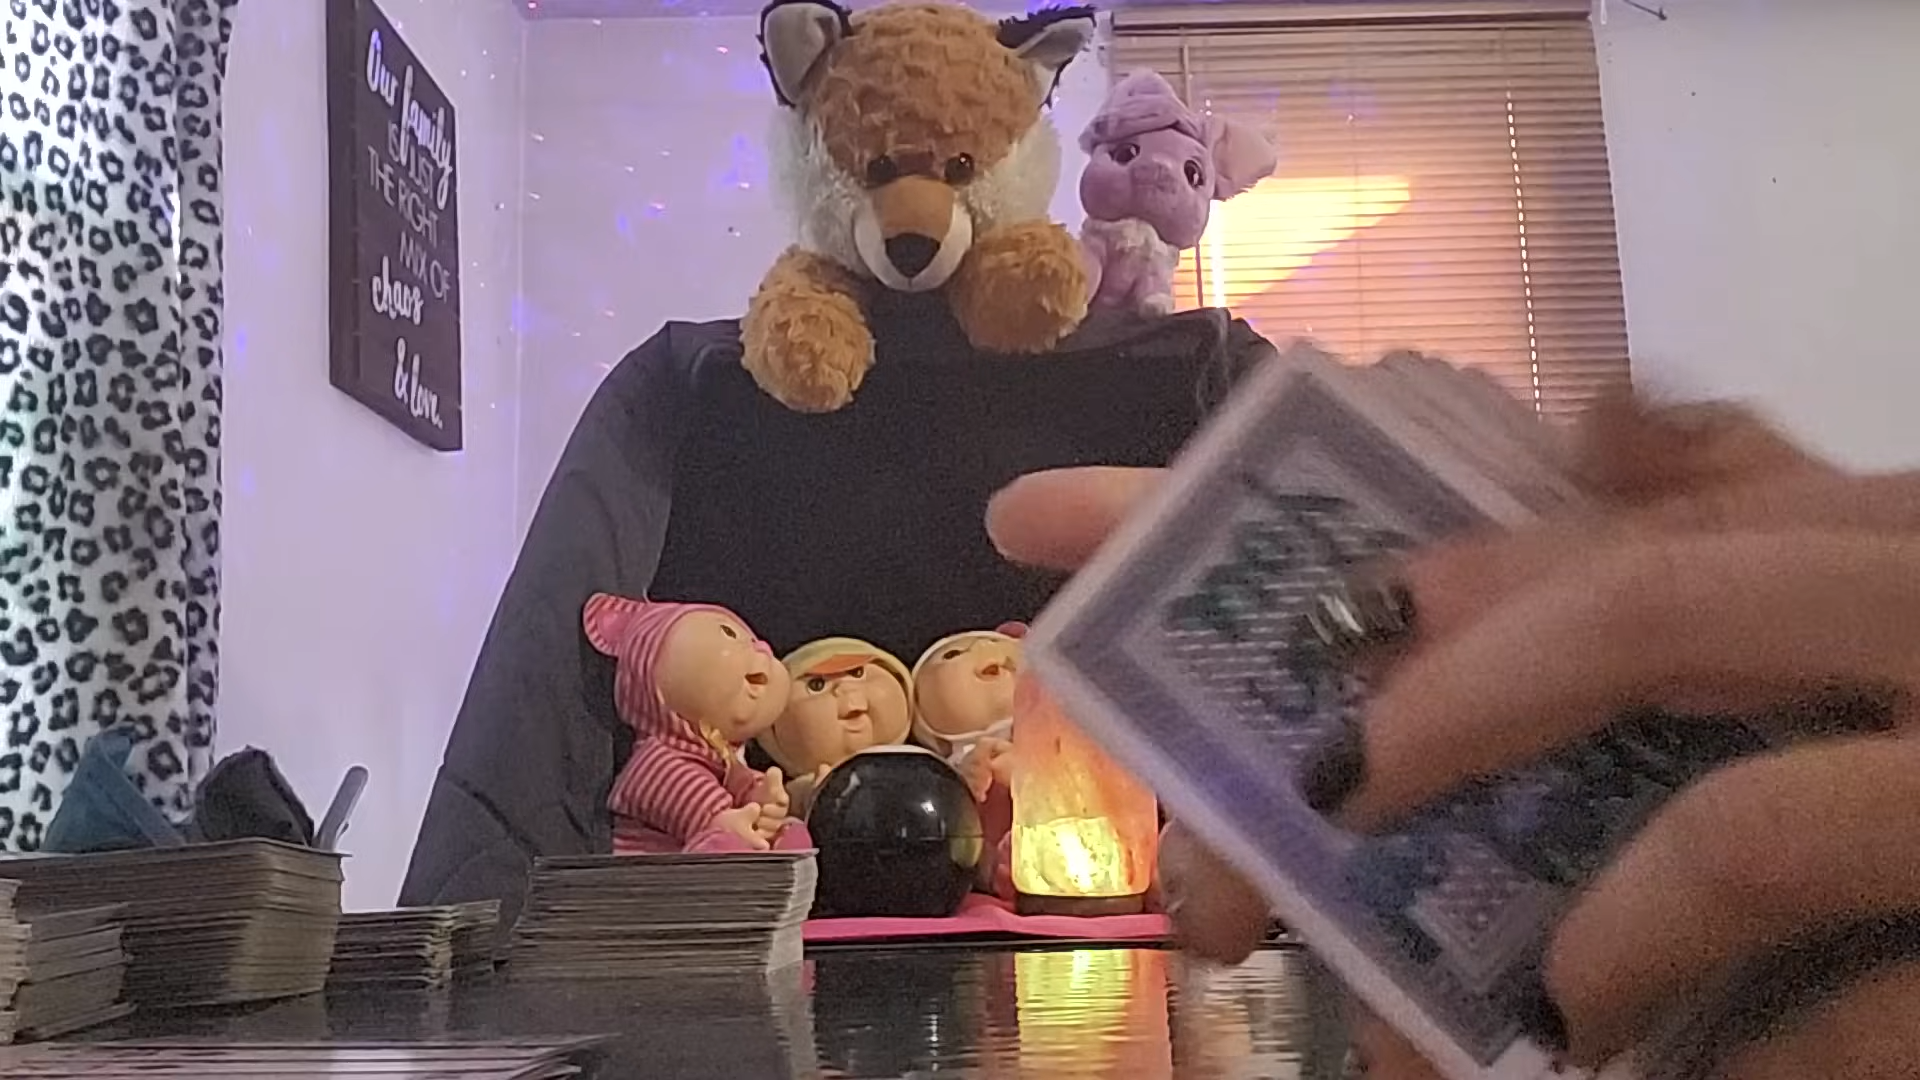 Our family
IS JUST
THE RIGHT
MIX OF
chaos
& love.